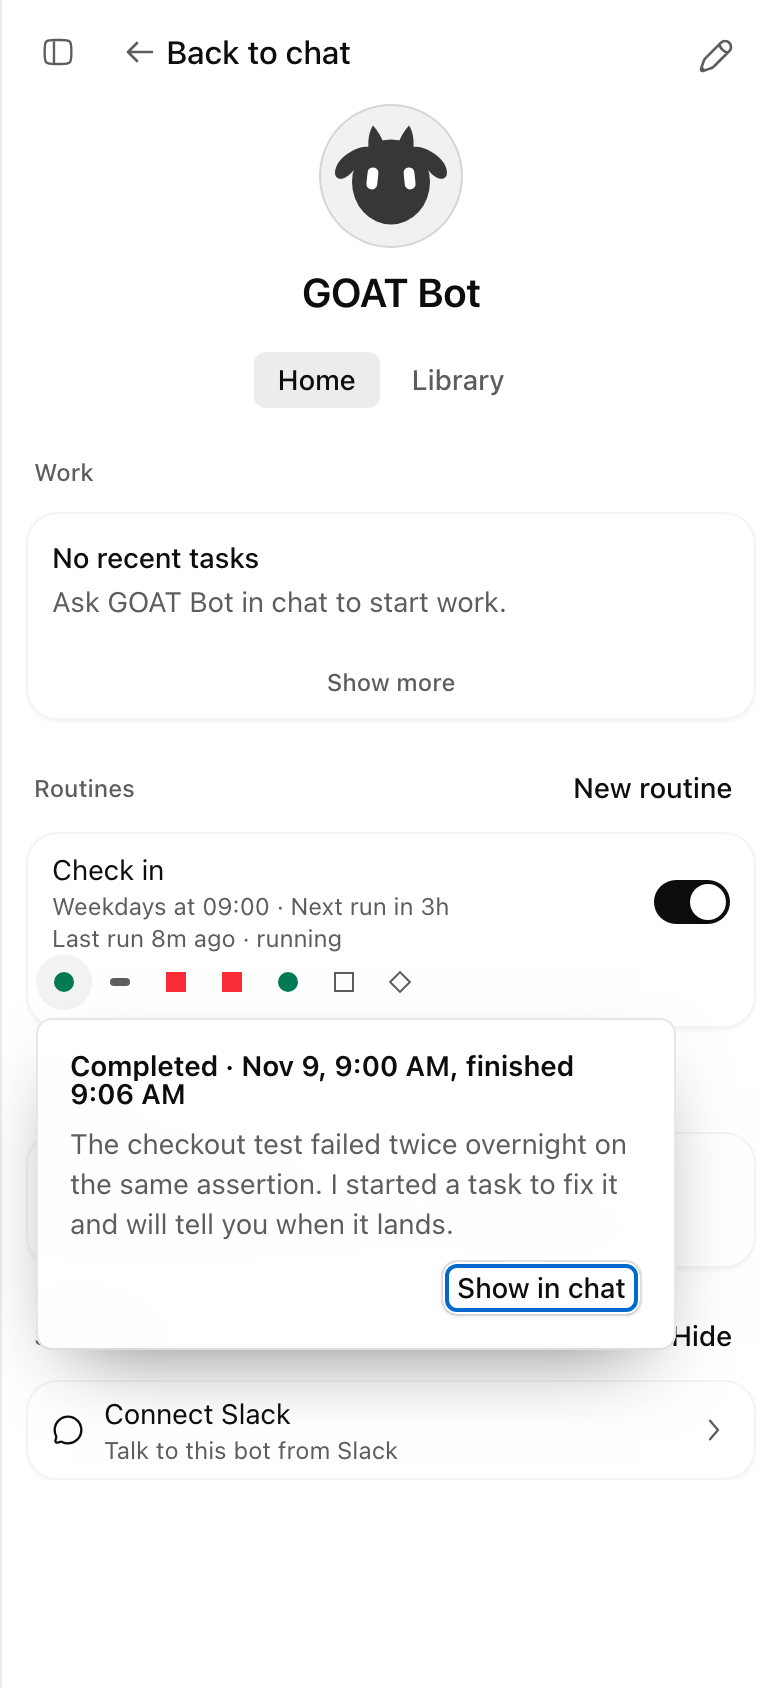 Back to chat
GOAT Bot
Home
Library
Work
No recent tasks
Ask GOAT Bot in chat to start work.
Show more
Routines
New routine
Check in
Weekdays at 09:00 · Next run in 3h
Last run 8m ago · running
Completed · Nov 9, 9:00 AM, finished
9:06 AM
The checkout test failed twice overnight on
the same assertion. I started a task to fix it
and will tell you when it lands.
Show in chat
Hide
Connect Slack
Talk to this bot from Slack